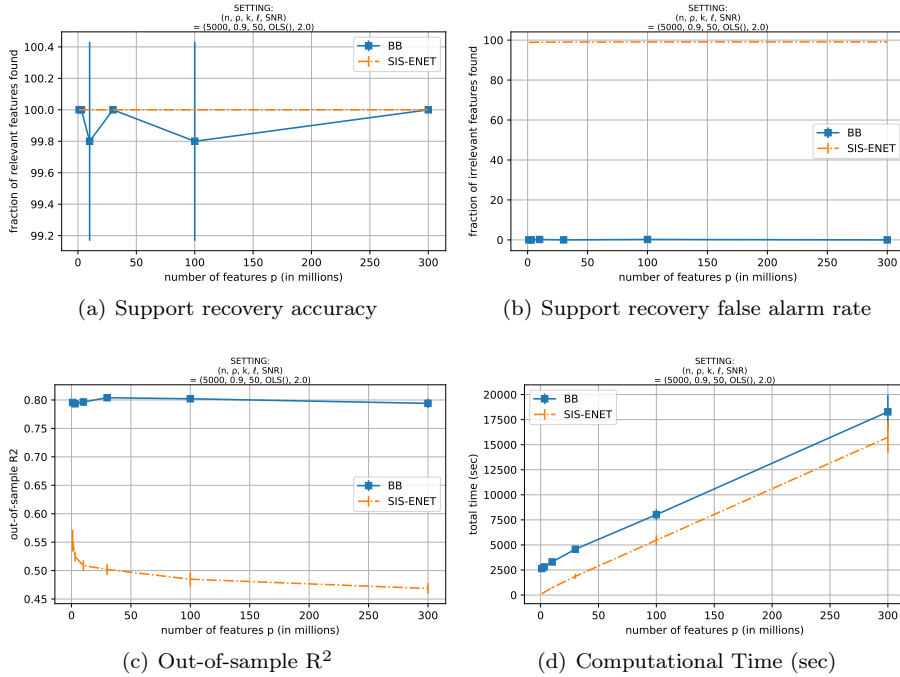 SETTING:
(n, ρ, k, ℓ, SNR)
= (5000, 0.9, 50, OLS(), 2.0)
100.4
100.2
100.0
99.8
99.6
99.4
99.2
fraction of relevant features found
BB
SIS-ENET
0 50 100 150 200 250 300
number of features p (in millions)
(a) Support recovery accuracy
SETTING:
(n, ρ, k, ℓ, SNR)
= (5000, 0.9, 50, OLS(), 2.0)
100
80
60
40
20
0
fraction of irrelevant features found
BB
SIS-ENET
0 50 100 150 200 250 300
number of features p (in millions)
(b) Support recovery false alarm rate
SETTING:
(n, ρ, k, ℓ, SNR)
= (5000, 0.9, 50, OLS(), 2.0)
0.80
0.75
0.70
0.65
0.60
0.55
0.50
0.45
out-of-sample R2
BB
SIS-ENET
0 50 100 150 200 250 300
number of features p (in millions)
(c) Out-of-sample R²
SETTING:
(n, ρ, k, ℓ, SNR)
= (5000, 0.9, 50, OLS(), 2.0)
20000
17500
15000
12500
10000
7500
5000
2500
0
total time (sec)
BB
SIS-ENET
0 50 100 150 200 250 300
number of features p (in millions)
(d) Computational Time (sec)